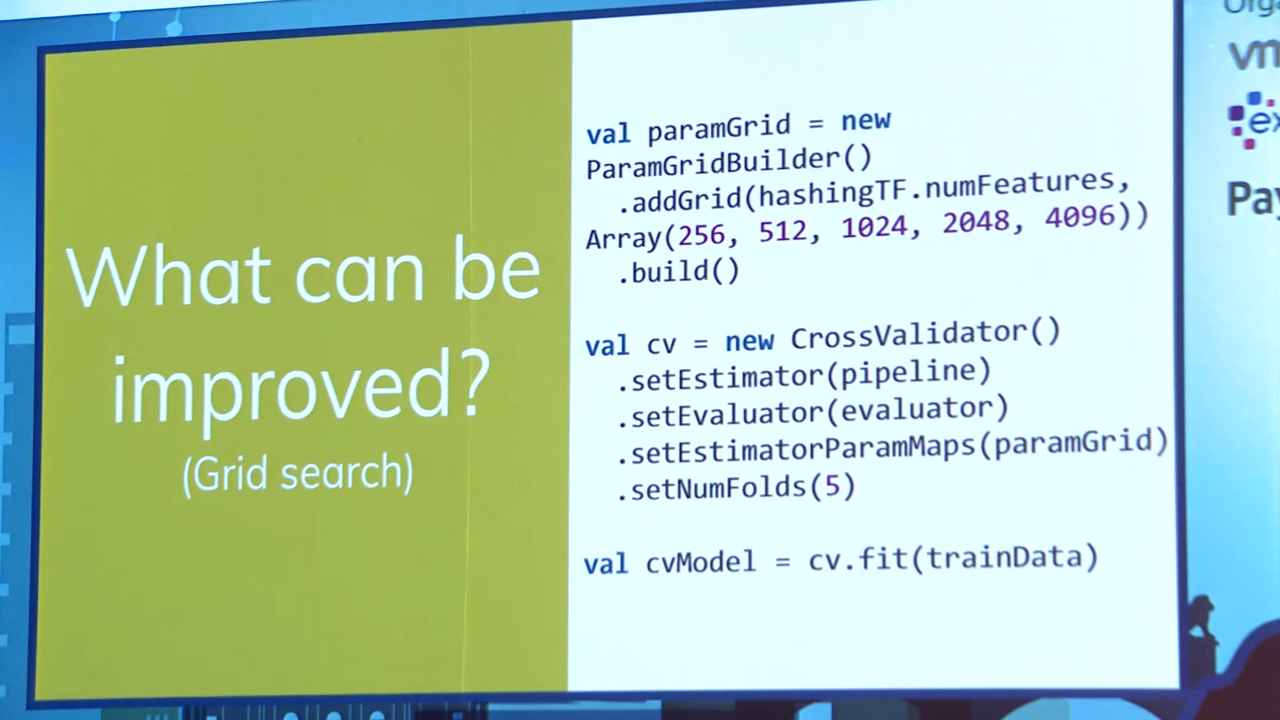 What can be
improved?
(Grid search)
val paramGrid = new
ParamGridBuilder()
.addGrid(hashingTF.numFeatures,
Array(256, 512, 1024, 2048, 4096))
.build()
val cv = new CrossValidator()
.setEstimator(pipeline)
.setEvaluator(evaluator)
.setEstimatorParamMaps(paramGrid)
.setNumFolds(5)
val cvModel = cv.fit(trainData)